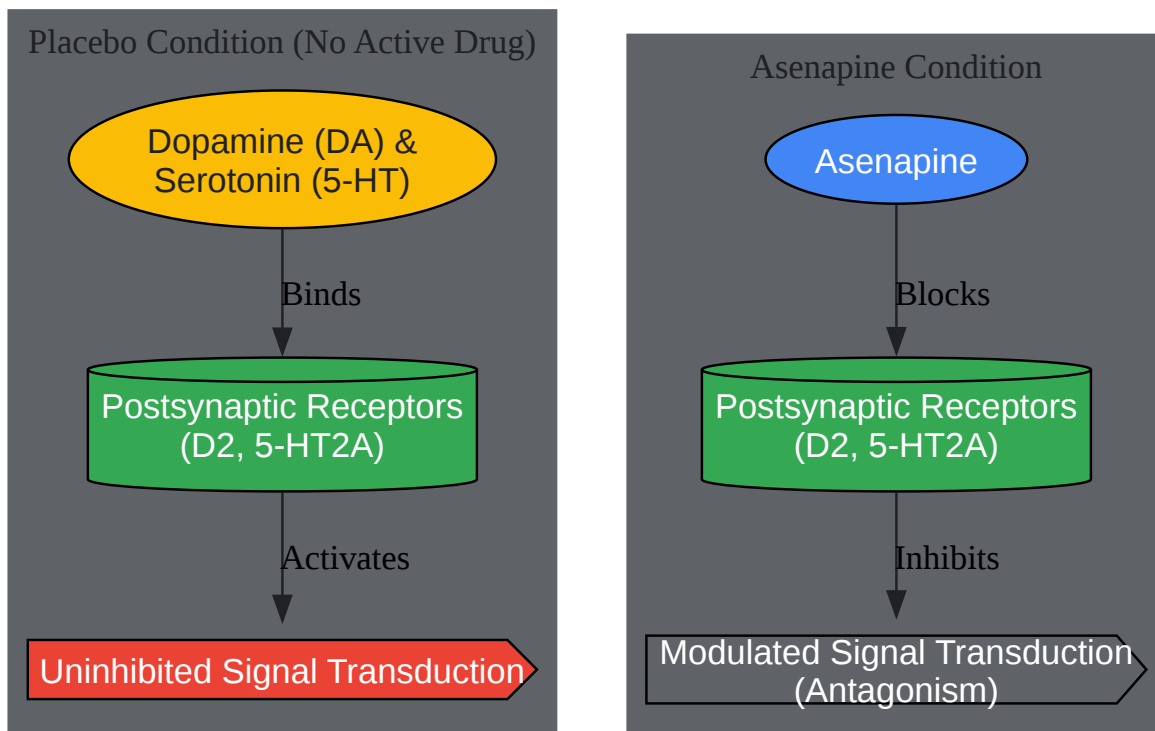 Placebo Condition (No Active Drug)
Dopamine (DA) &
Serotonin (5-HT)
Binds
Postsynaptic Receptors
(D2, 5-HT2A)
Activates
Uninhibited Signal Transduction
Asenapine Condition
Asenapine
Blocks
Postsynaptic Receptors
(D2, 5-HT2A)
Inhibits
Modulated Signal Transduction
(Antagonism)